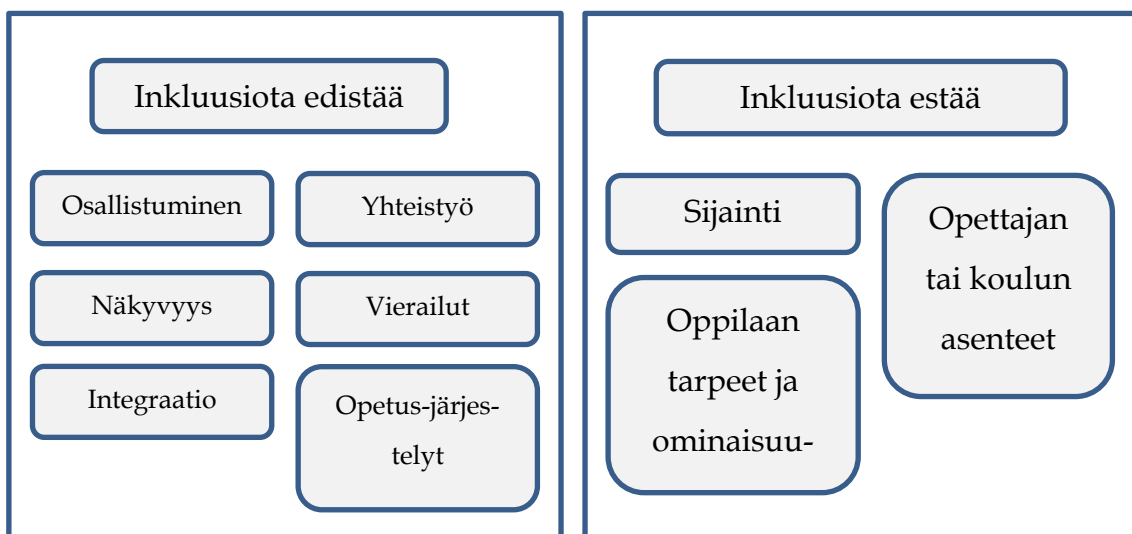 Inkluusiota edistää
Osallistuminen
Yhteistyö
Näkyvyys
Vierailut
Integraatio
Opetus-järjes-
telyt
Inkluusiota estää
Sijainti
Opettajan
tai koulun
asenteet
Oppilaan
tarpeet ja
ominaisuu-